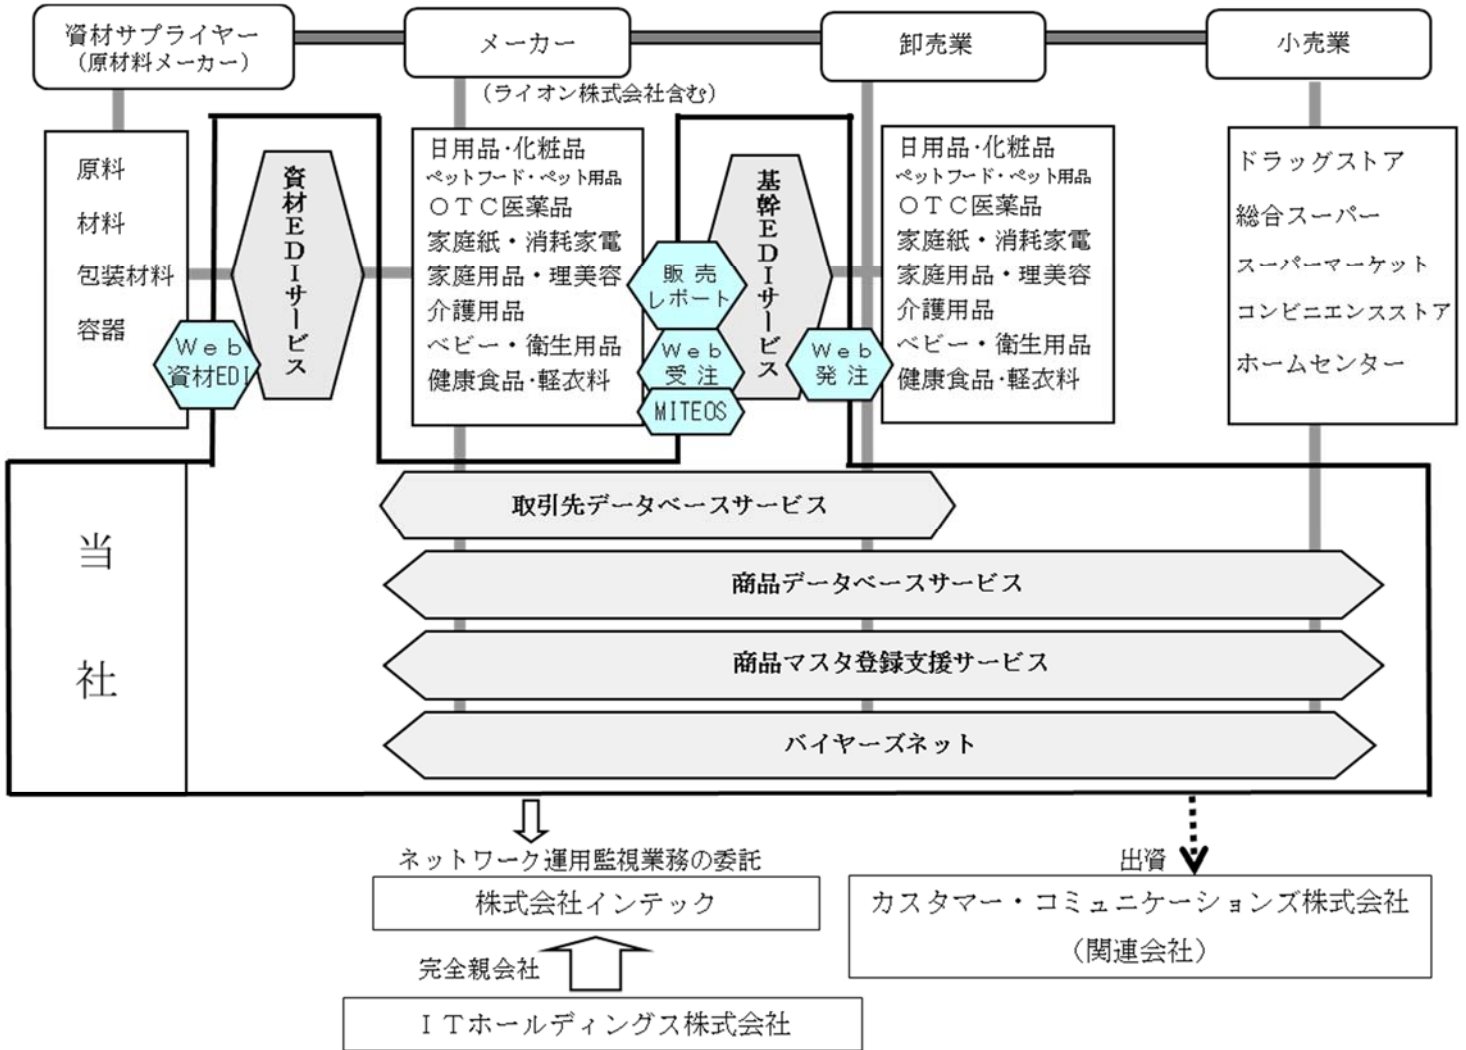 資材サプライヤー
（原材料メーカー）
メーカー
卸売業
小売業
（ライオン株式会社含む）
原料
材料
包装材料
容器
資材ＥＤＩサービス
Ｗｅｂ
資材EDI
日用品・化粧品
ペットフード・ペット用品
ＯＴＣ医薬品
家庭紙・消耗家電
家庭用品・理美容
介護用品
ベビー・衛生用品
健康食品・軽衣料
基幹ＥＤＩサービス
販売
レポート
Ｗｅｂ
受注
MITEOS
Ｗｅｂ
発注
日用品・化粧品
ペットフード・ペット用品
ＯＴＣ医薬品
家庭紙・消耗家電
家庭用品・理美容
介護用品
ベビー・衛生用品
健康食品・軽衣料
ドラッグストア
総合スーパー
スーパーマーケット
コンビニエンスストア
ホームセンター
当社
取引先データベースサービス
商品データベースサービス
商品マスタ登録支援サービス
バイヤーズネット
ネットワーク運用監視業務の委託
株式会社インテック
完全親会社
ＩＴホールディングス株式会社
出資
カスタマー・コミュニケーションズ株式会社
（関連会社）